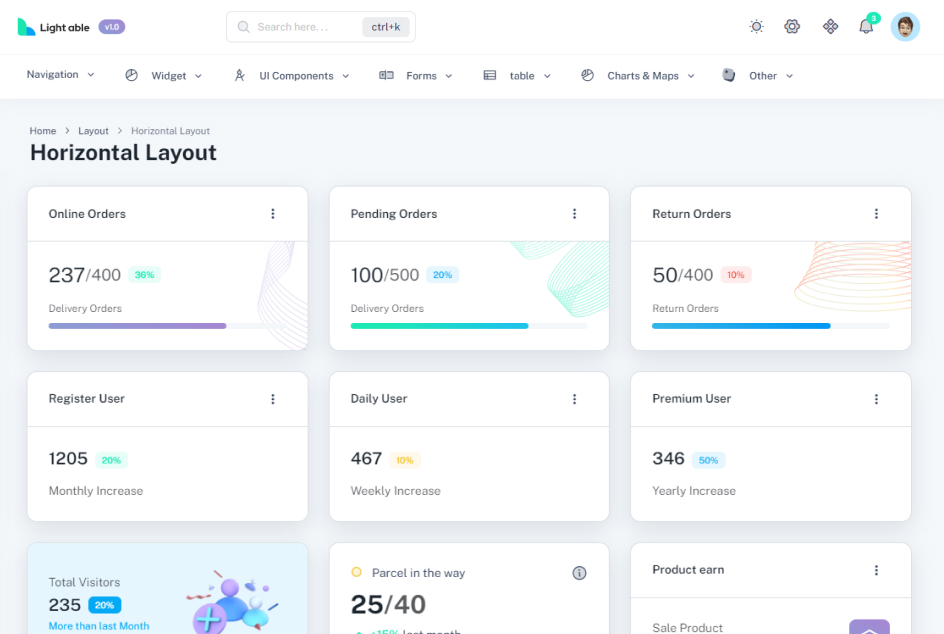 Light able v1.0 Search here... ctrl+k 3
Navigation Widget UI Components Forms table Charts & Maps Other
Home > Layout > Horizontal Layout
Horizontal Layout
Online Orders
237/400 36%
Delivery Orders
Pending Orders
100/500 20%
Delivery Orders
Return Orders
50/400 10%
Return Orders
Register User
1205 20%
Monthly Increase
Daily User
467 10%
Weekly Increase
Premium User
346 50%
Yearly Increase
Total Visitors
235 20%
More than last Month
Parcel in the way
25/40
+15% last month
Product earn
Sale Product